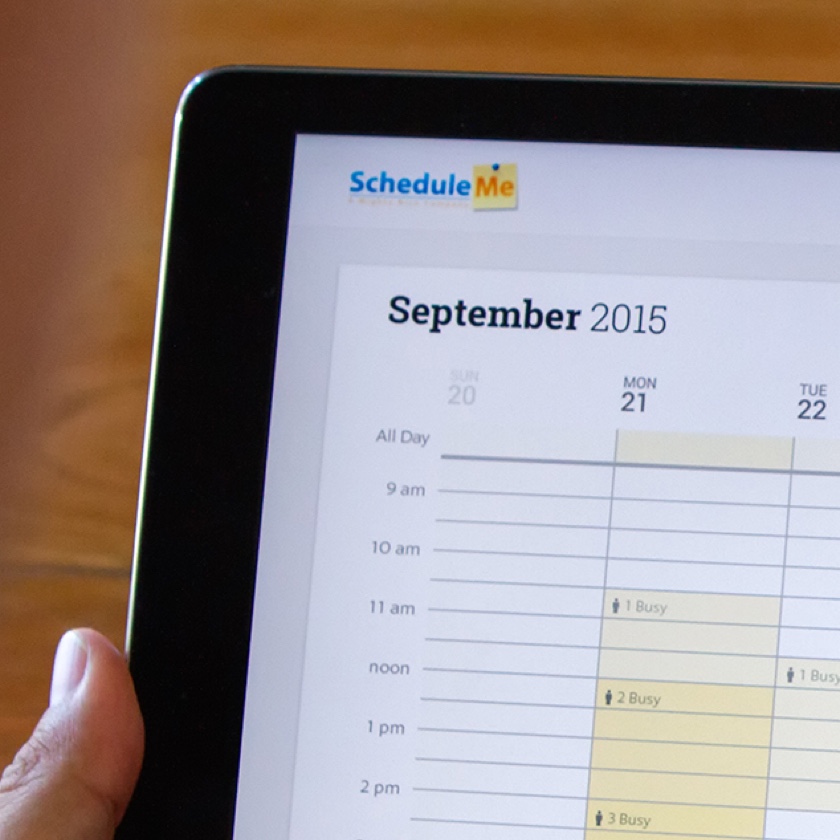 ScheduleMe
September 2015
SUN MON TUE
20 21 22
All Day
9 am
10 am
11 am 1 Busy
noon 1 Busy
2 Busy
1 pm
2 pm
3 Busy